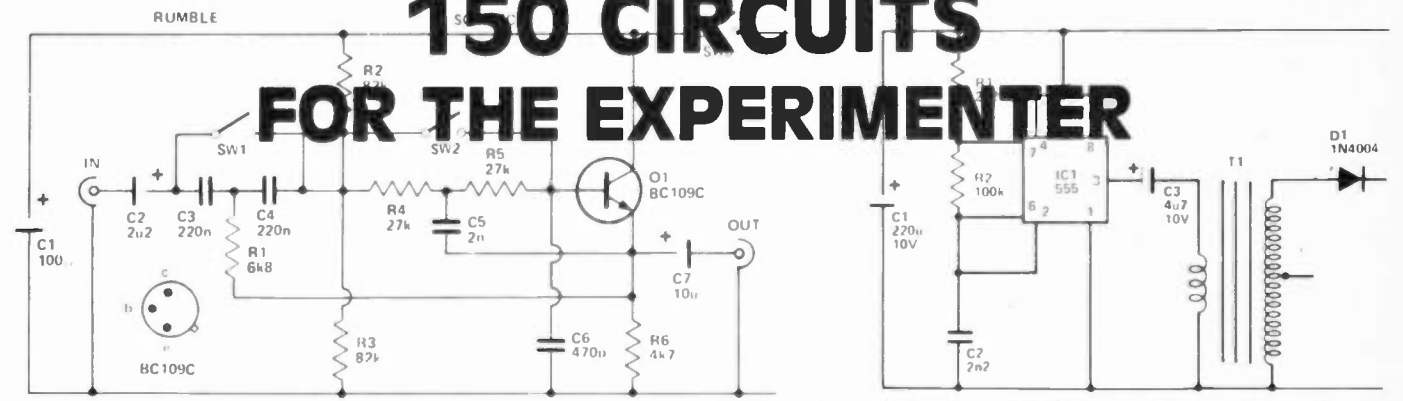 150 CIRCUITS
FOR THE EXPERIMENTER
RUMBLE
R2
SW1
SW2
IN
+
+
C1
C2
2u2
C3
220n
C4
220n
R1
6k8
R4
27k
R5
27k
C5
2n
Q1
BC109C
+
C7
10u
OUT
c
b
e
BC109C
R3
82k
C6
R6
4k7
+
C1
220u
10V
R2
100k
7
4
8
IC1
555
3
6
2
1
+
C3
4u7
10V
T1
D1
1N4004
C2
2n2